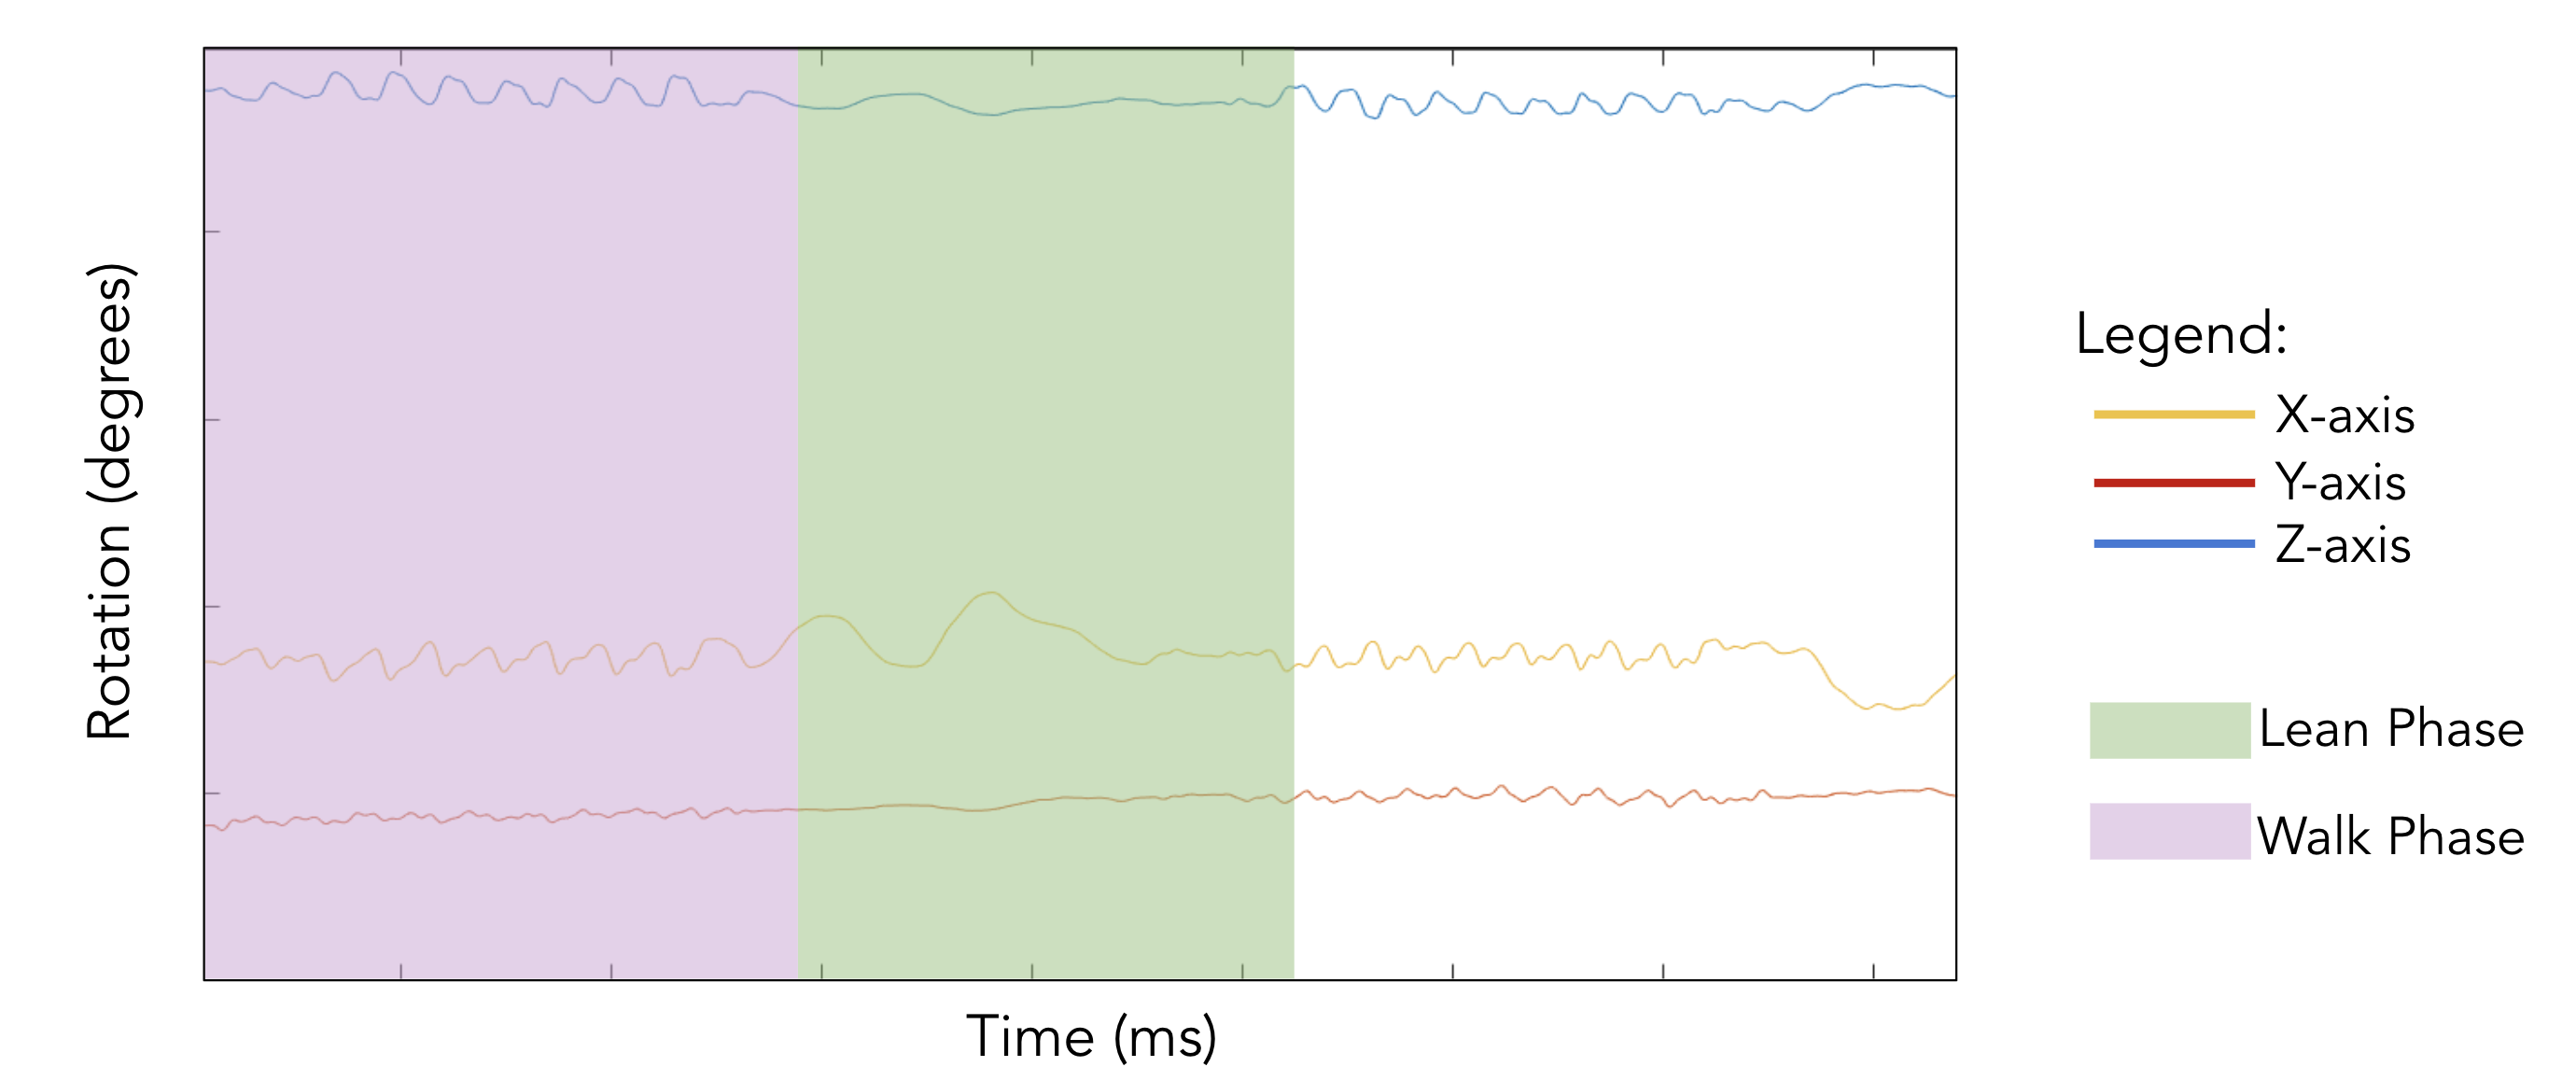 Rotation (degrees)
Time (ms)
Legend:
X-axis
Y-axis
Z-axis
Lean Phase
Walk Phase